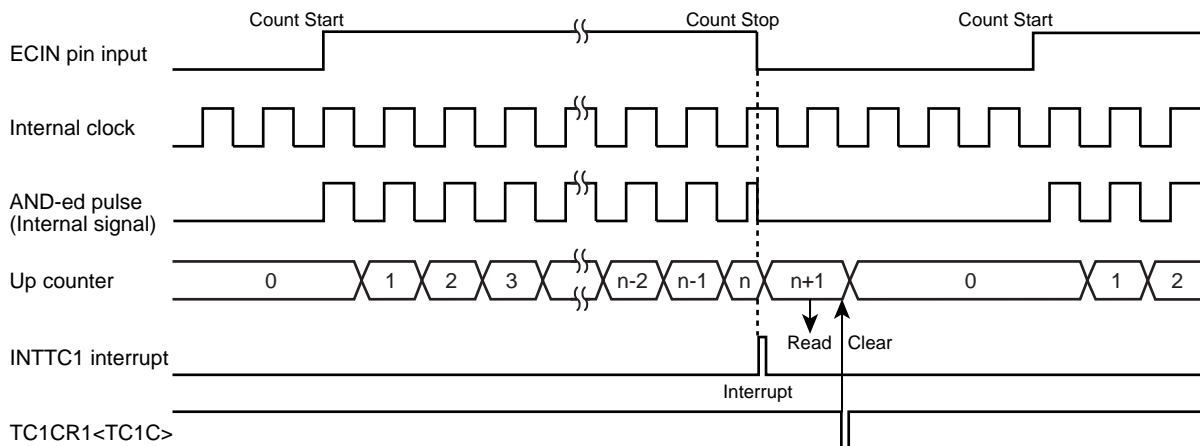 Count Start Count Stop Count Start
ECIN pin input
Internal clock
AND-ed pulse
(Internal signal)
Up counter 0 1 2 3 n-2 n-1 n n+1 0 1 2
Read Clear
INTTC1 interrupt
Interrupt
TC1CR1<TC1C>